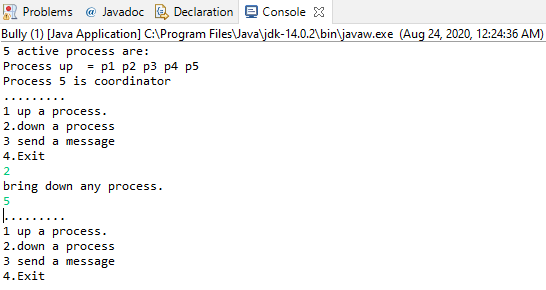 Problems @ Javadoc Declaration Console
Bully (1) [Java Application] C:\Program Files\Java\jdk-14.0.2\bin\javaw.exe (Aug 24, 2020, 12:24:36 AM)
5 active process are:
Process up  = p1 p2 p3 p4 p5
Process 5 is coordinator
.........
1 up a process.
2.down a process
3 send a message
4.Exit
2
bring down any process.
5
.........
1 up a process.
2.down a process
3 send a message
4.Exit